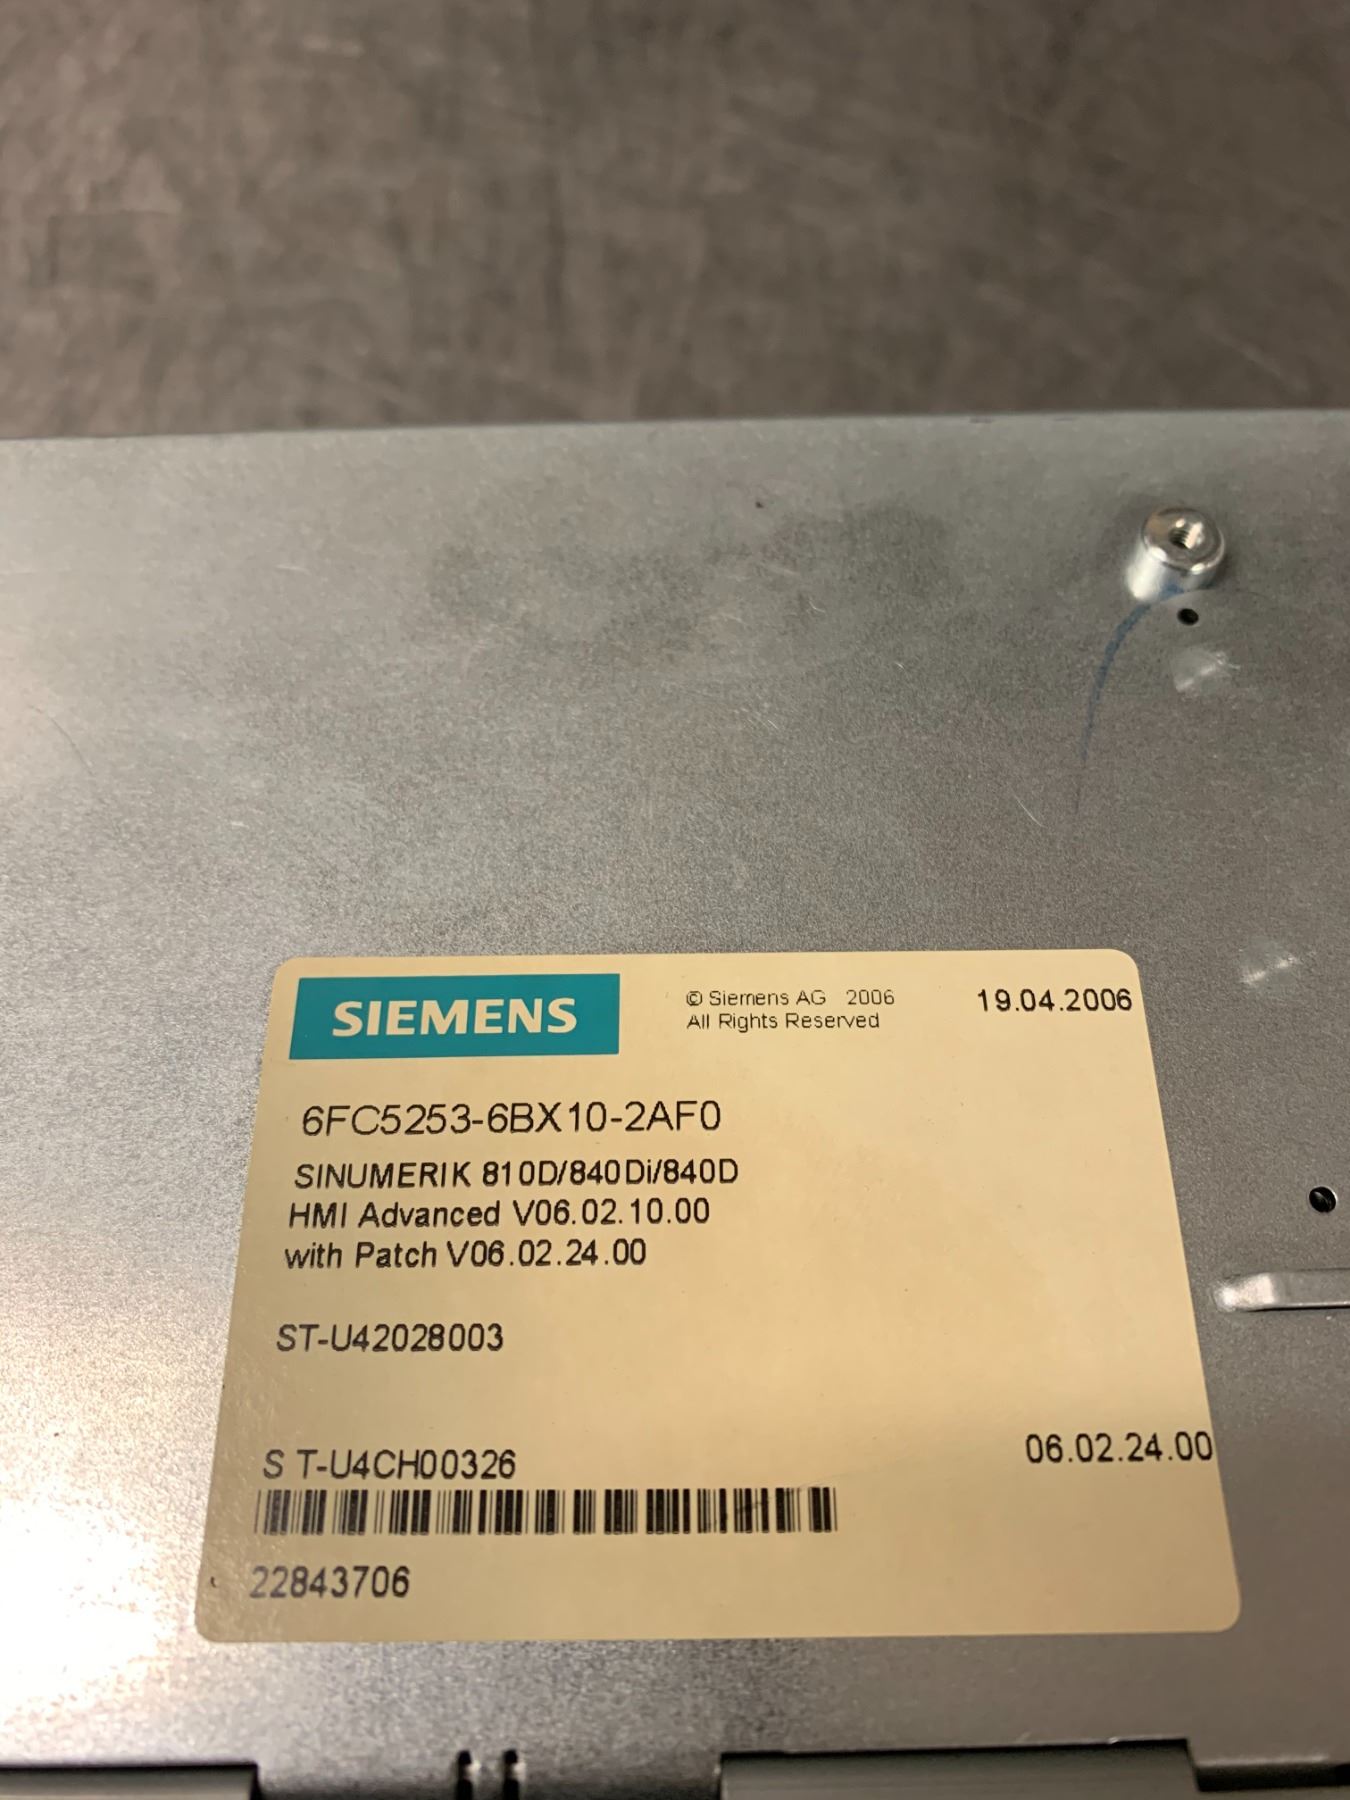 SIEMENS
© Siemens AG 2006
All Rights Reserved
19.04.2006
6FC5253-6BX10-2AF0
SINUMERIK 810D/840Di/840D
HMI Advanced V06.02.10.00
with Patch V06.02.24.00
ST-U42028003
S T-U4CH00326
06.02.24.00
22843706